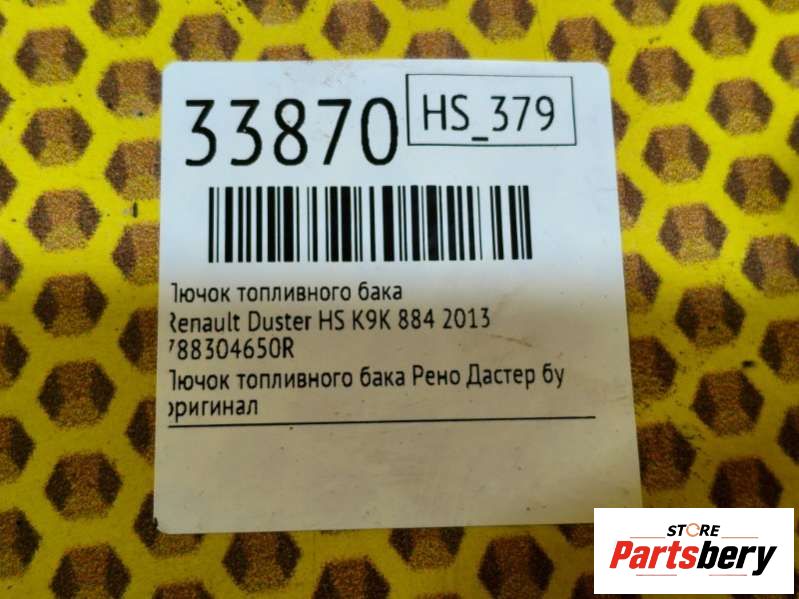 33870
HS_379
Лючок топливного бака
Renault Duster HS K9K 884 2013
788304650R
Лючок топливного бака Рено Дастер бу
оригинал
STORE
Partsbery